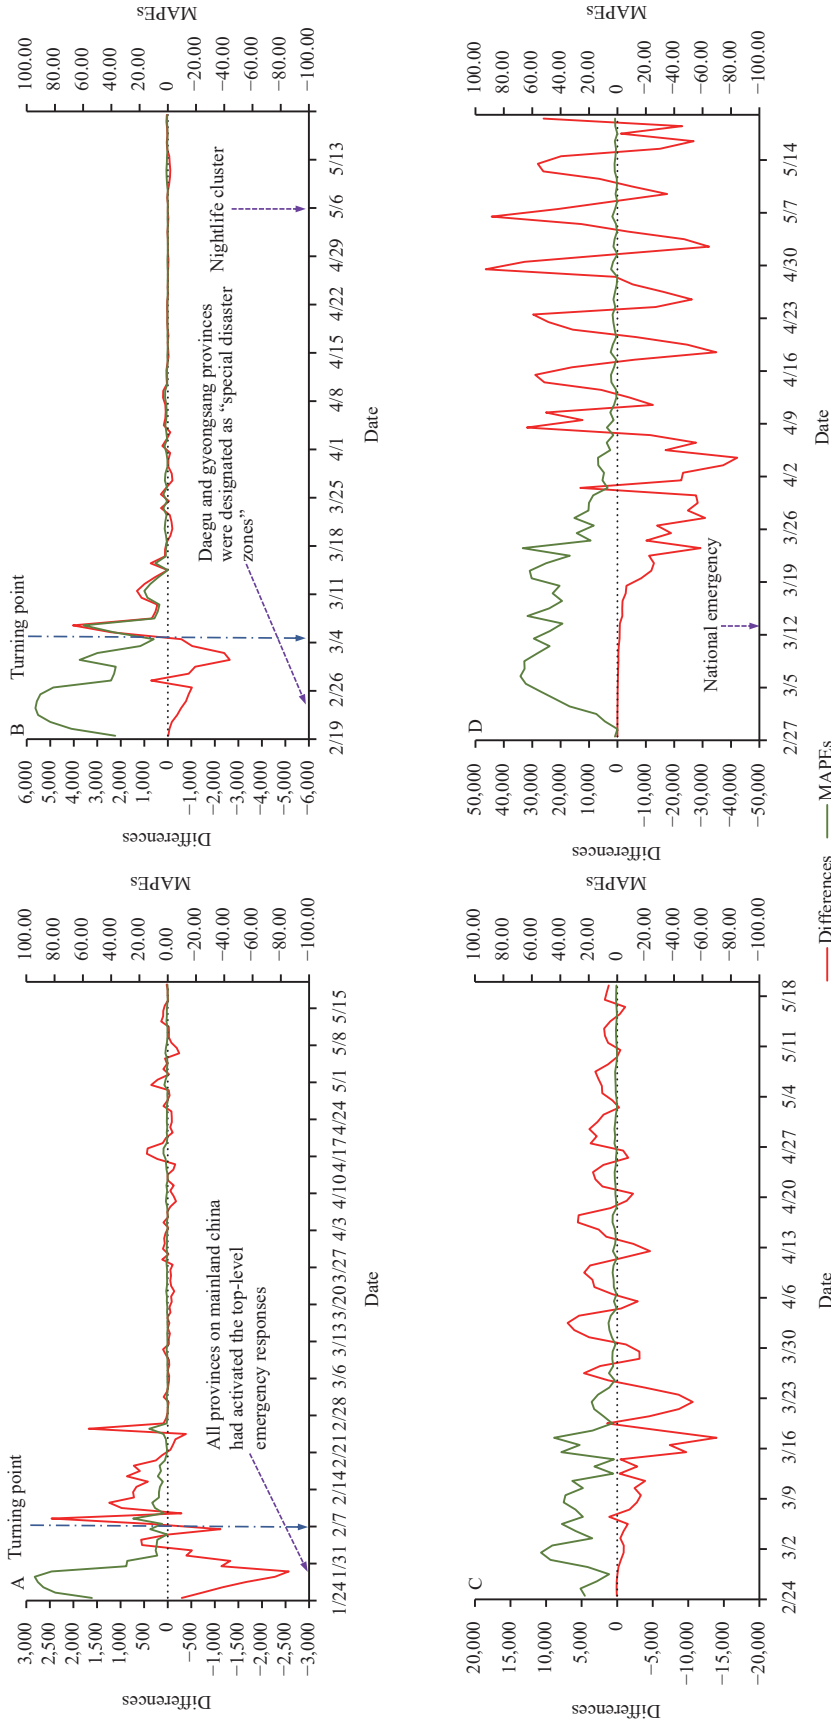 A
Turning point
Differences
3,000
2,500
2,000
1,500
1,000
500
0
−500
−1,000
−1,500
−2,000
−2,500
−3,000
All provinces on mainland china
had activated the top-level
emergency responses
MAPEs
100.00
80.00
60.00
40.00
20.00
0.00
−20.00
−40.00
−60.00
−80.00
−100.00
1/24 1/31 2/7 2/14 2/21 2/28 3/6 3/13 3/20 3/27 4/3 4/10 4/17 4/24 5/1 5/8 5/15
Date
B
Turning point
Differences
6,000
5,000
4,000
3,000
2,000
1,000
0
−1,000
−2,000
−3,000
−4,000
−5,000
−6,000
Daegu and gyeongsang provinces
were designated as “special disaster
zones”
Nightlife cluster
MAPEs
100.00
80.00
60.00
40.00
20.00
0
−20.00
−40.00
−60.00
−80.00
−100.00
2/19 2/26 3/4 3/11 3/18 3/25 4/1 4/8 4/15 4/22 4/29 5/6 5/13
Date
C
Differences
20,000
15,000
10,000
5,000
0
−5,000
−10,000
−15,000
−20,000
MAPEs
100.00
80.00
60.00
40.00
20.00
0
−20.00
−40.00
−60.00
−80.00
−100.00
2/24 3/2 3/9 3/16 3/23 3/30 4/6 4/13 4/20 4/27 5/4 5/11 5/18
Date
D
Differences
50,000
40,000
30,000
20,000
10,000
0
−10,000
−20,000
−30,000
−40,000
−50,000
National emergency
MAPEs
100.00
80.00
60.00
40.00
20.00
0
−20.00
−40.00
−60.00
−80.00
−100.00
2/27 3/5 3/12 3/19 3/26 4/2 4/9 4/16 4/23 4/30 5/7 5/14
Date
Differences MAPEs